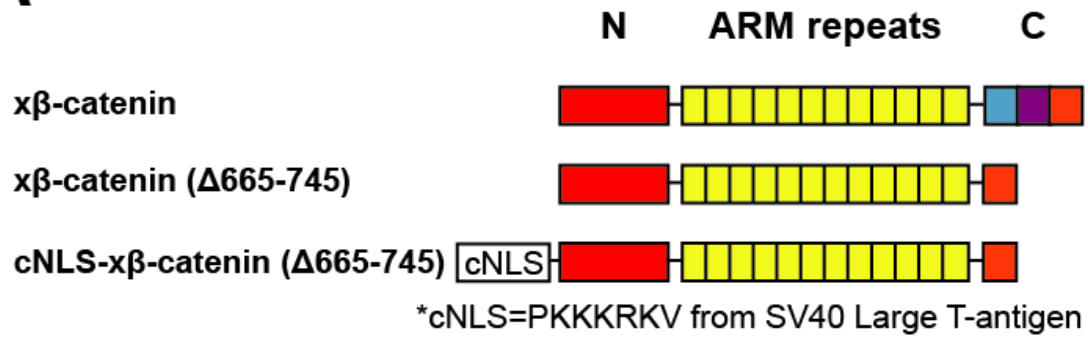 N ARM repeats C
xβ-catenin
xβ-catenin (Δ665-745)
cNLS-xβ-catenin (Δ665-745) cNLS
*cNLS=PKKKRKV from SV40 Large T-antigen